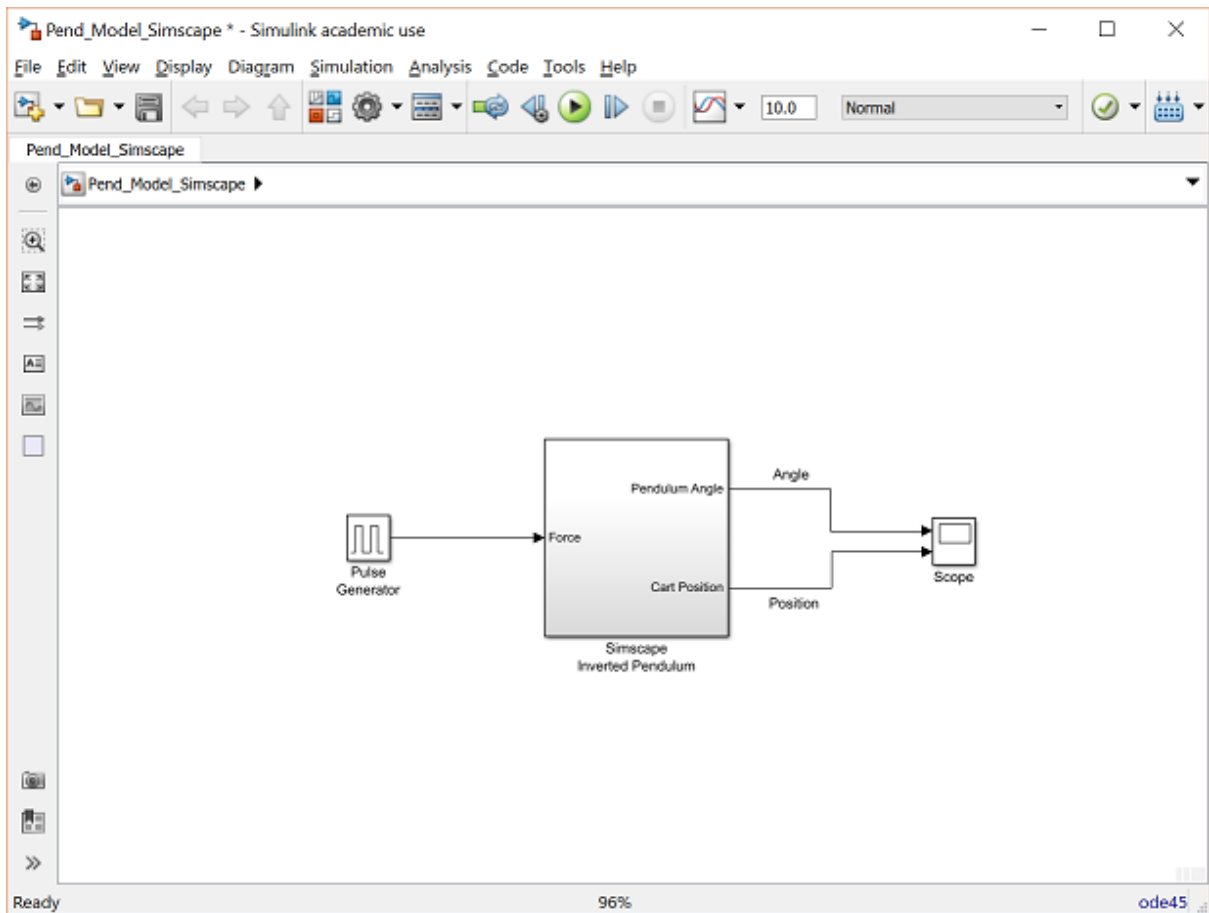 Pend_Model_Simscape * - Simulink academic use
File Edit View Display Diagram Simulation Analysis Code Tools Help
10.0 Normal
Pend_Model_Simscape
Pend_Model_Simscape
Pendulum Angle
Angle
Force
Pulse
Generator
Cart Position
Position
Scope
Simscape
Inverted Pendulum
Ready 96% ode45